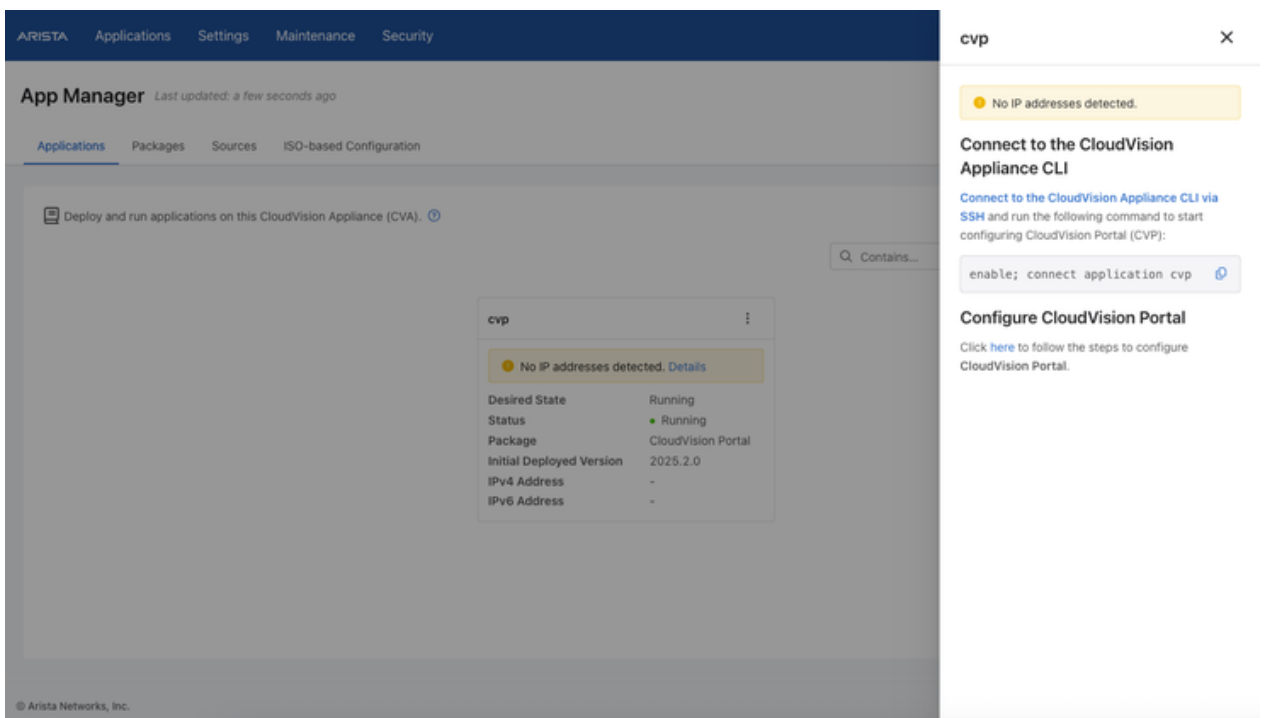 ARISTA Applications Settings Maintenance Security
App Manager Last updated: a few seconds ago
Applications Packages Sources ISO-based Configuration
Deploy and run applications on this CloudVision Appliance (CVA).
Contains...
cvp
No IP addresses detected. Details
Desired State Running
Status Running
Package CloudVision Portal
Initial Deployed Version 2025.2.0
IPv4 Address -
IPv6 Address -
© Arista Networks, Inc.
cvp
No IP addresses detected.
Connect to the CloudVision
Appliance CLI
Connect to the CloudVision Appliance CLI via
SSH and run the following command to start
configuring CloudVision Portal (CVP):
enable; connect application cvp
Configure CloudVision Portal
Click here to follow the steps to configure
CloudVision Portal.